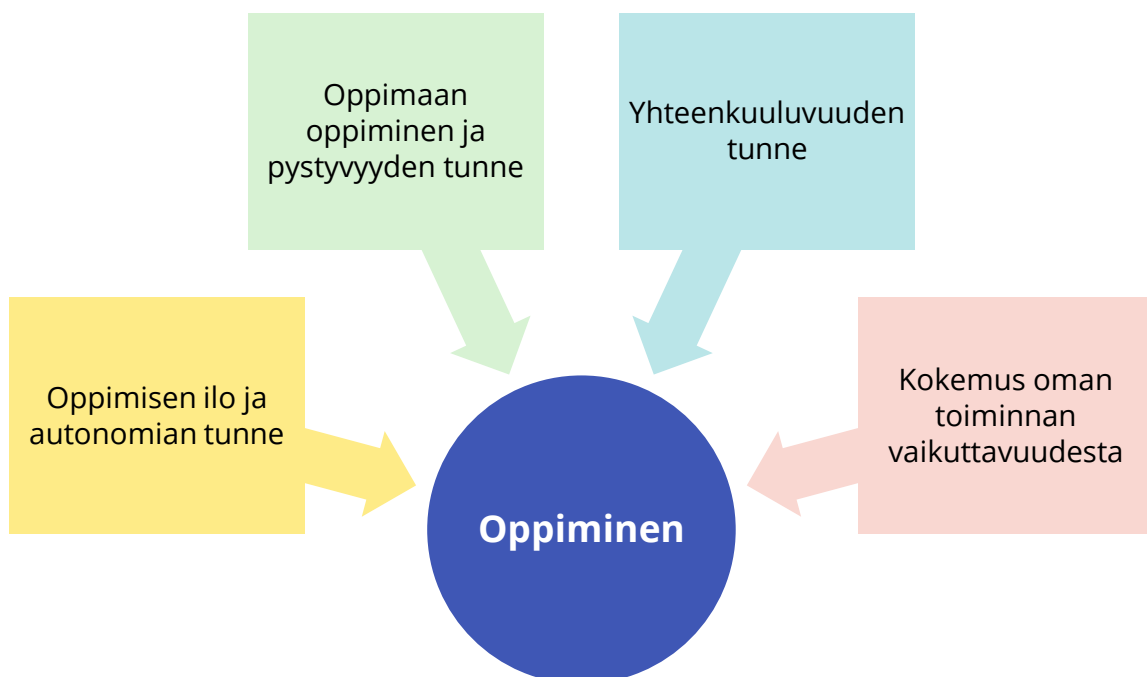 Oppimaan
oppiminen ja
pystyvyyden tunne
Yhteenkuuluvuuden
tunne
Oppimisen ilo ja
autonomian tunne
Kokemus oman
toiminnan
vaikuttavuudesta
Oppiminen